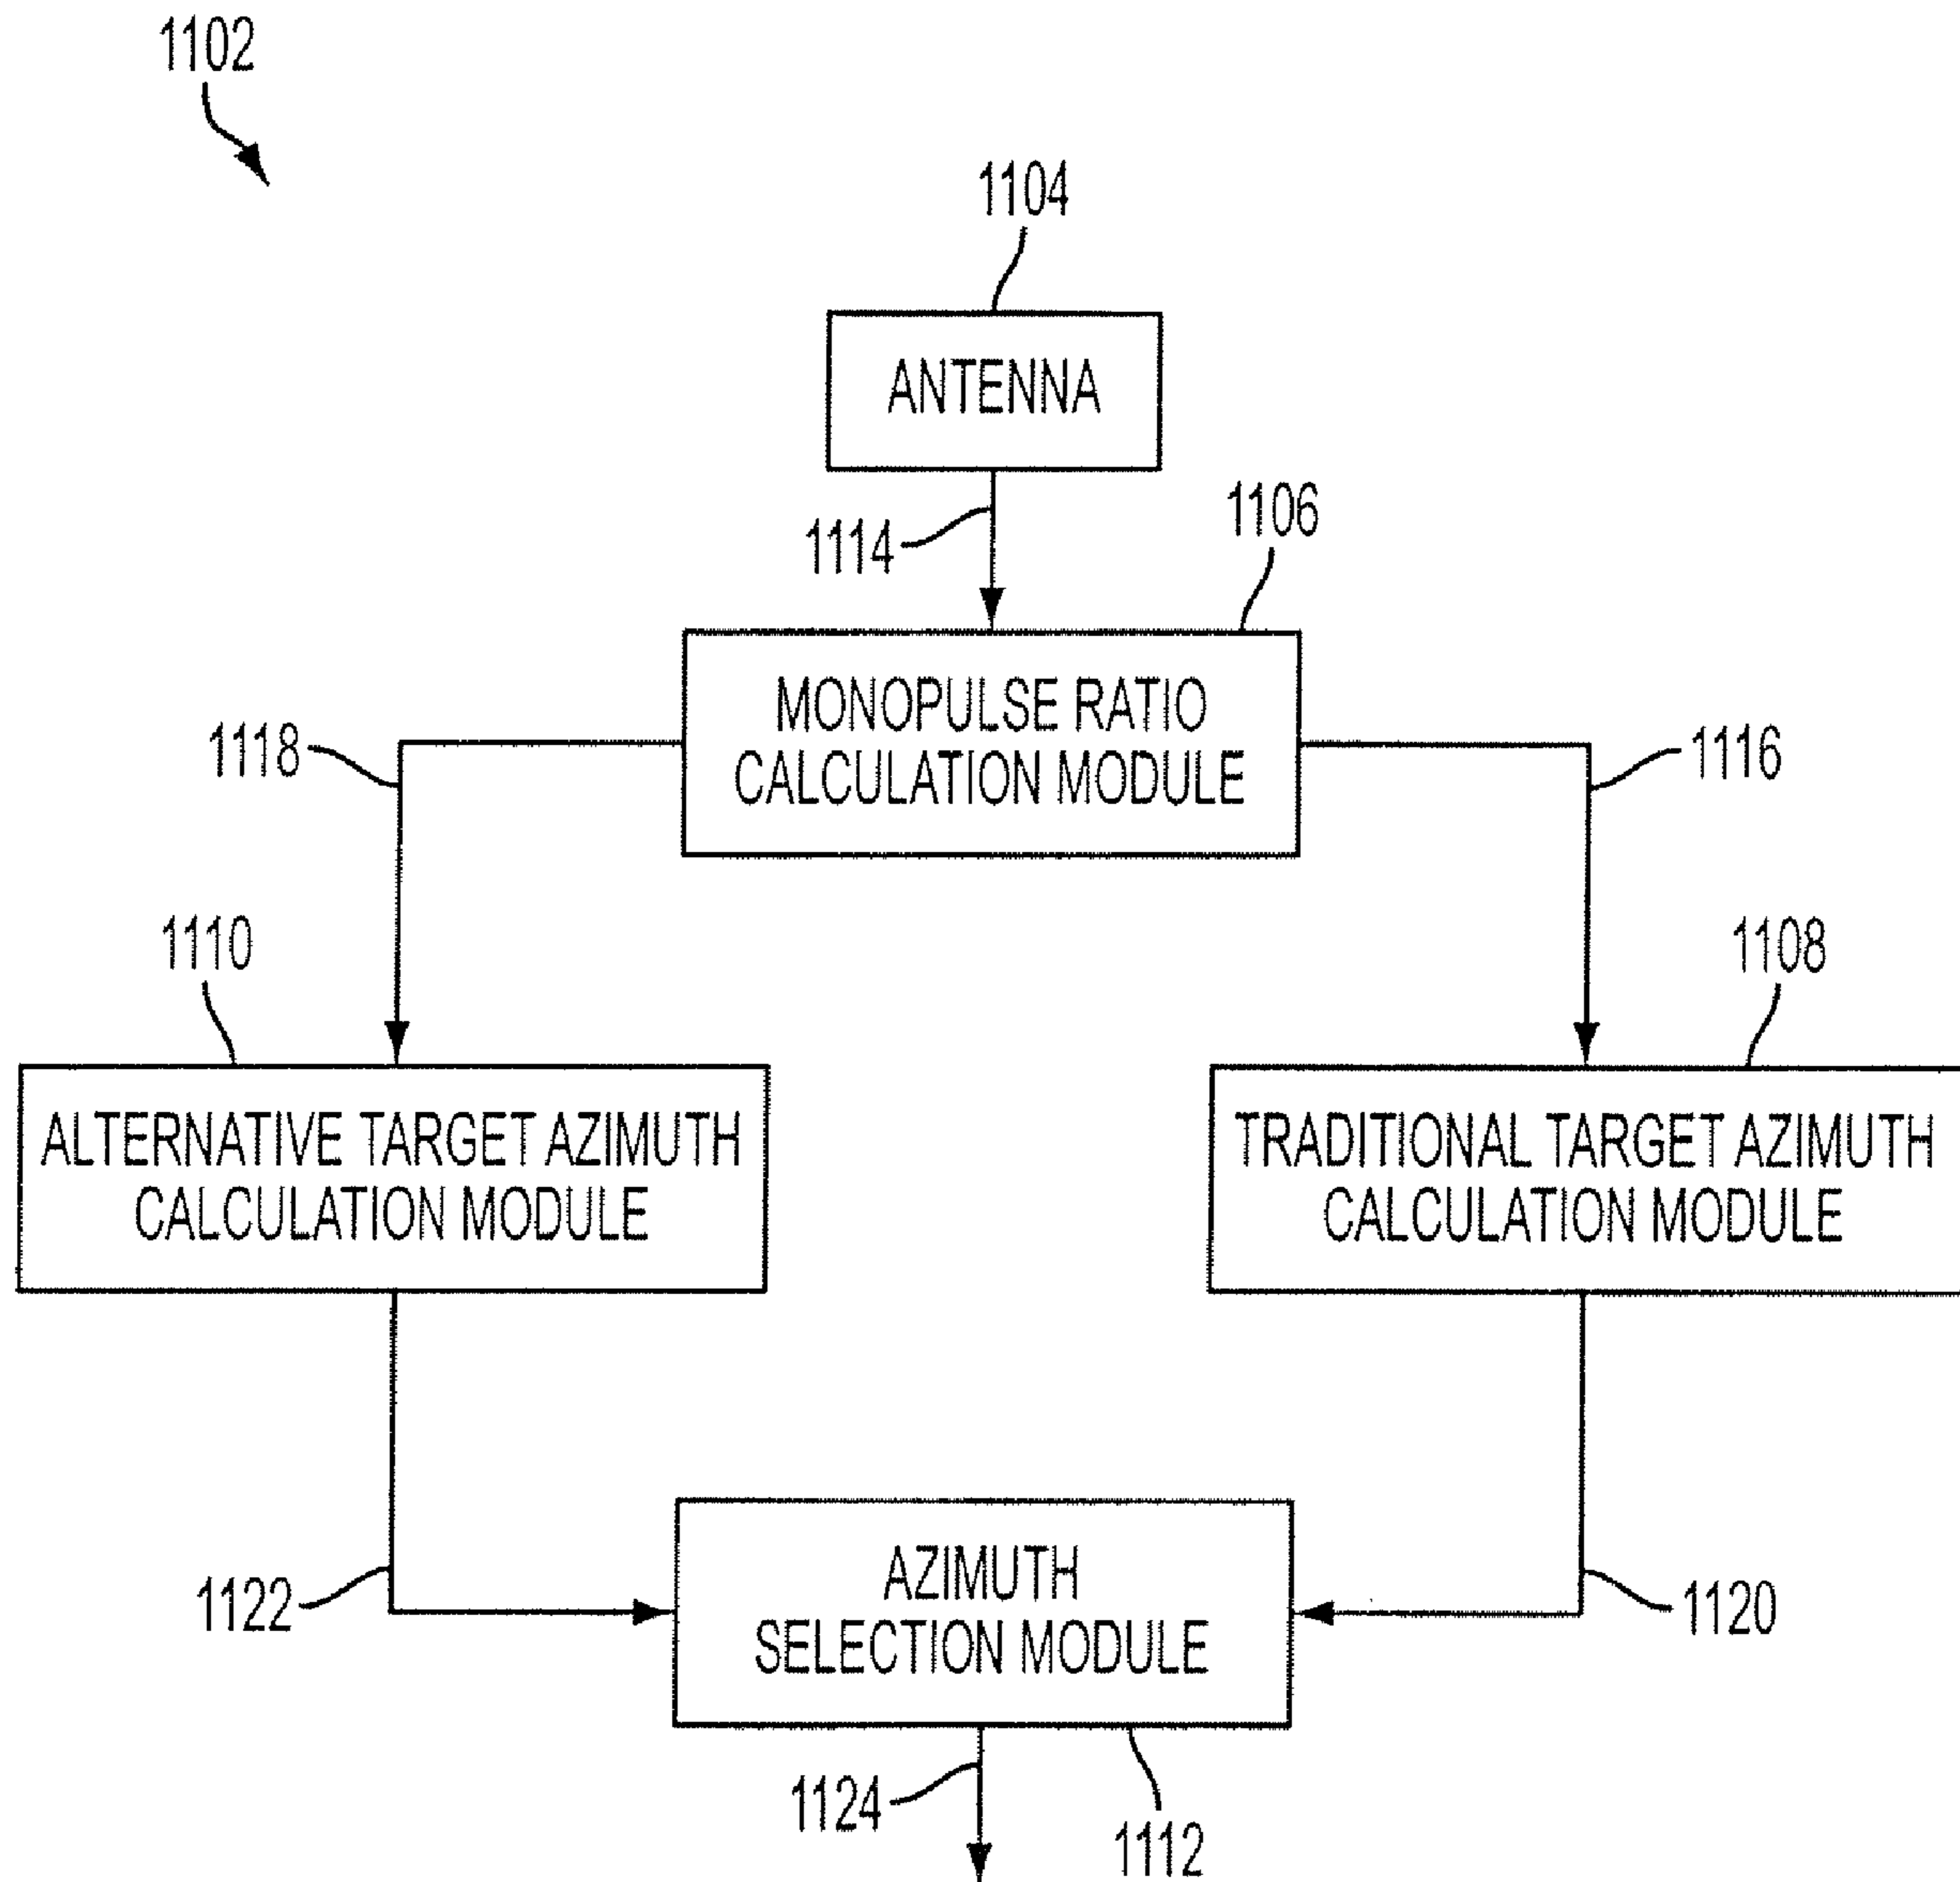 1102
1104
ANTENNA
1114
1106
MONOPULSE RATIO
CALCULATION MODULE
1118
1116
1110
1108
ALTERNATIVE TARGET AZIMUTH
CALCULATION MODULE
TRADITIONAL TARGET AZIMUTH
CALCULATION MODULE
1122
AZIMUTH
SELECTION MODULE
1120
1124
1112